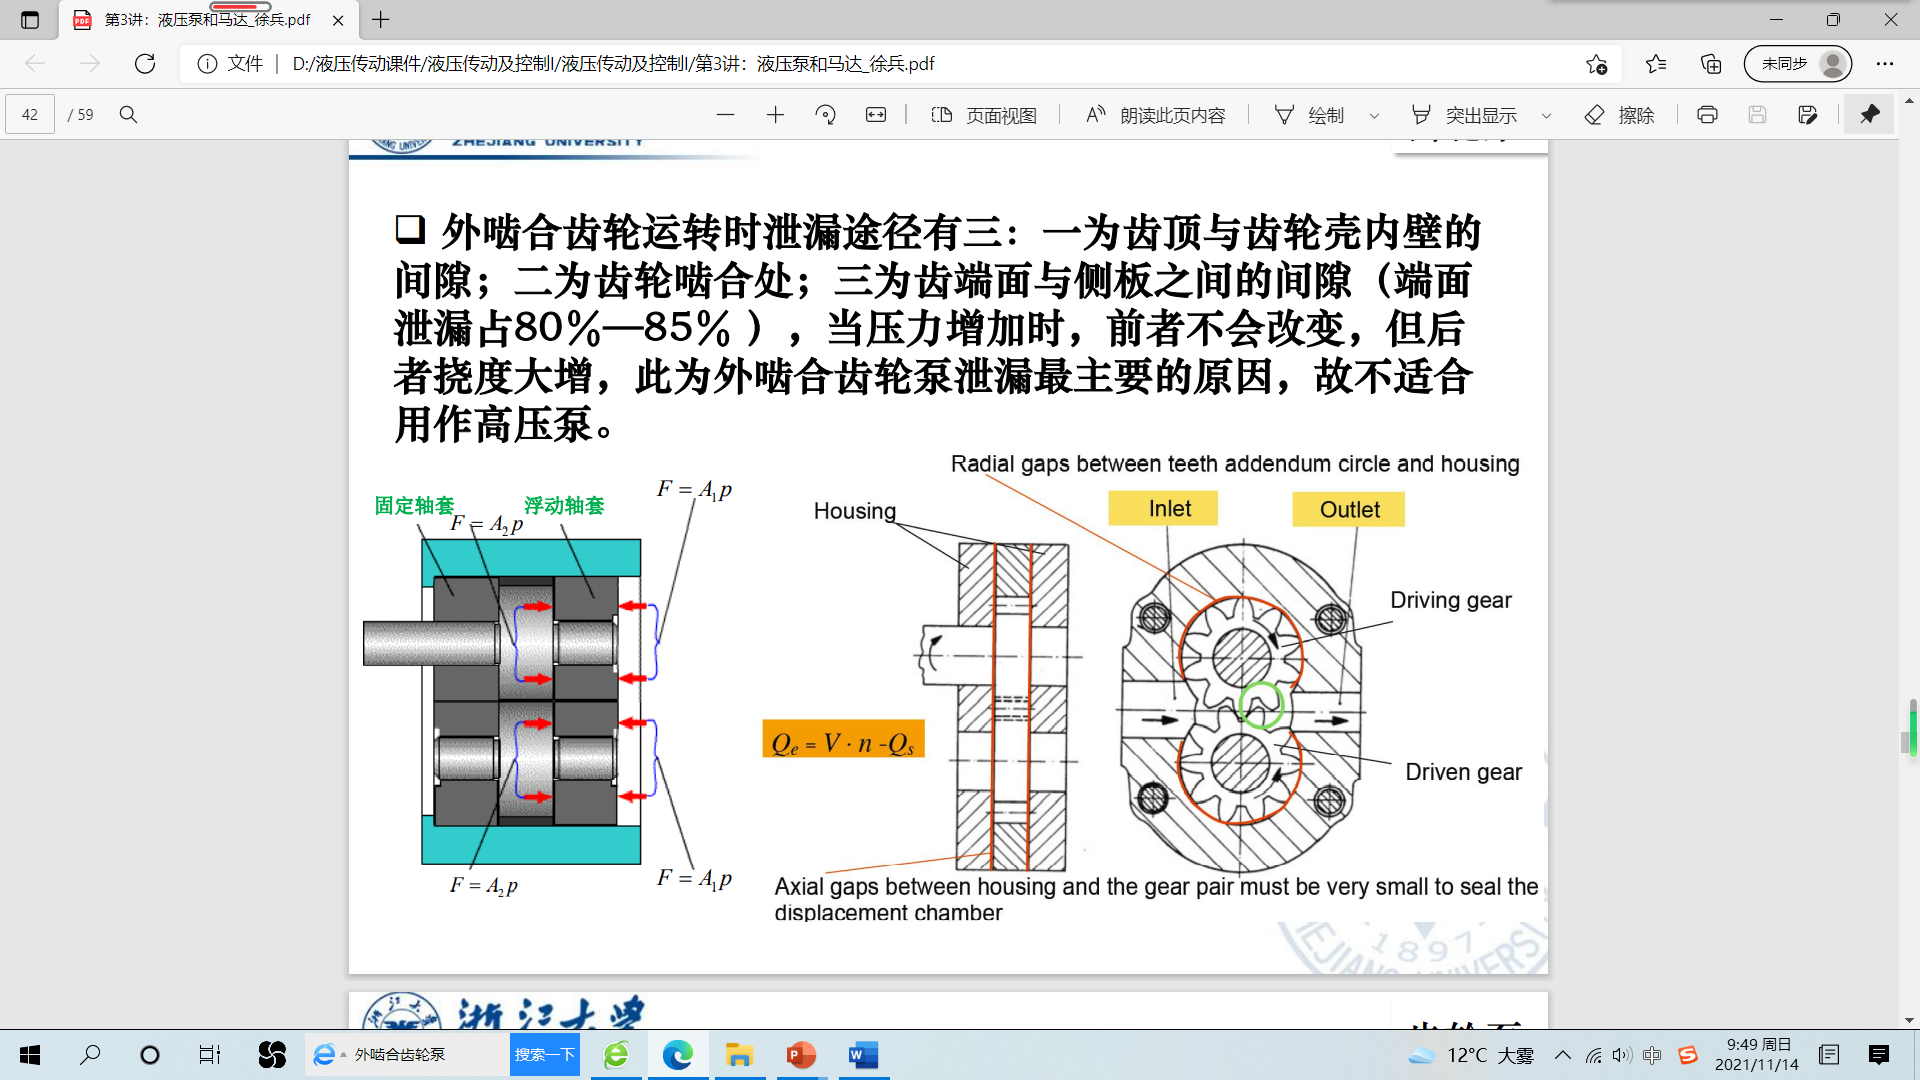 第3讲：液压泵和马达_徐兵.pdf
文件
D:/液压传动课件/液压传动及控制I/液压传动及控制I/第3讲：液压泵和马达_徐兵.pdf
未同步
42 / 59
页面视图
朗读此页内容
绘制
突出显示
擦除
ZHEJIANG UNIVERSITY
外啮合齿轮运转时泄漏途径有三：一为齿顶与齿轮壳内壁的
间隙；二为齿轮啮合处；三为齿端面与侧板之间的间隙（端面
泄漏占80%—85% ），当压力增加时，前者不会改变，但后
者挠度大增，此为外啮合齿轮泵泄漏最主要的原因，故不适合
用作高压泵。
Radial gaps between teeth addendum circle and housing
固定轴套
浮动轴套
F = A₁p
F = A₂p
Housing
Inlet
Outlet
Driving gear
Qe = V · n -Qs
Driven gear
F = A₂p
F = A₁p
Axial gaps between housing and the gear pair must be very small to seal the
displacement chamber
1897
浙江大学
外啮合齿轮泵
搜索一下
12°C 大雾
中
9:49 周日
2021/11/14